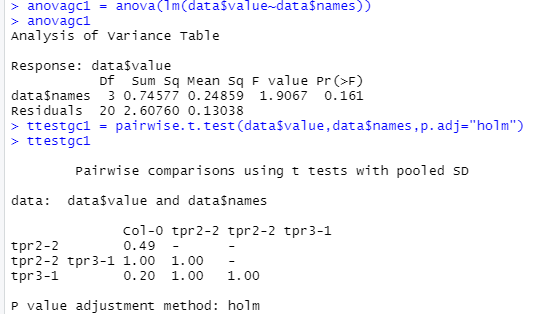 > anovagc1 = anova(lm(data$value~data$names))
> anovagc1
Analysis of Variance Table

Response: data$value
           Df  Sum Sq Mean Sq F value Pr(>F)
data$names  3 0.74577 0.24859  1.9067  0.161
Residuals  20 2.60760 0.13038
> ttestgc1 = pairwise.t.test(data$value,data$names,p.adj="holm")
> ttestgc1

        Pairwise comparisons using t tests with pooled SD

data:  data$value and data$names

              Col-0 tpr2-2 tpr2-2 tpr3-1
tpr2-2        0.49  -      -
tpr2-2 tpr3-1 1.00  1.00   -
tpr3-1        0.20  1.00   1.00

P value adjustment method: holm